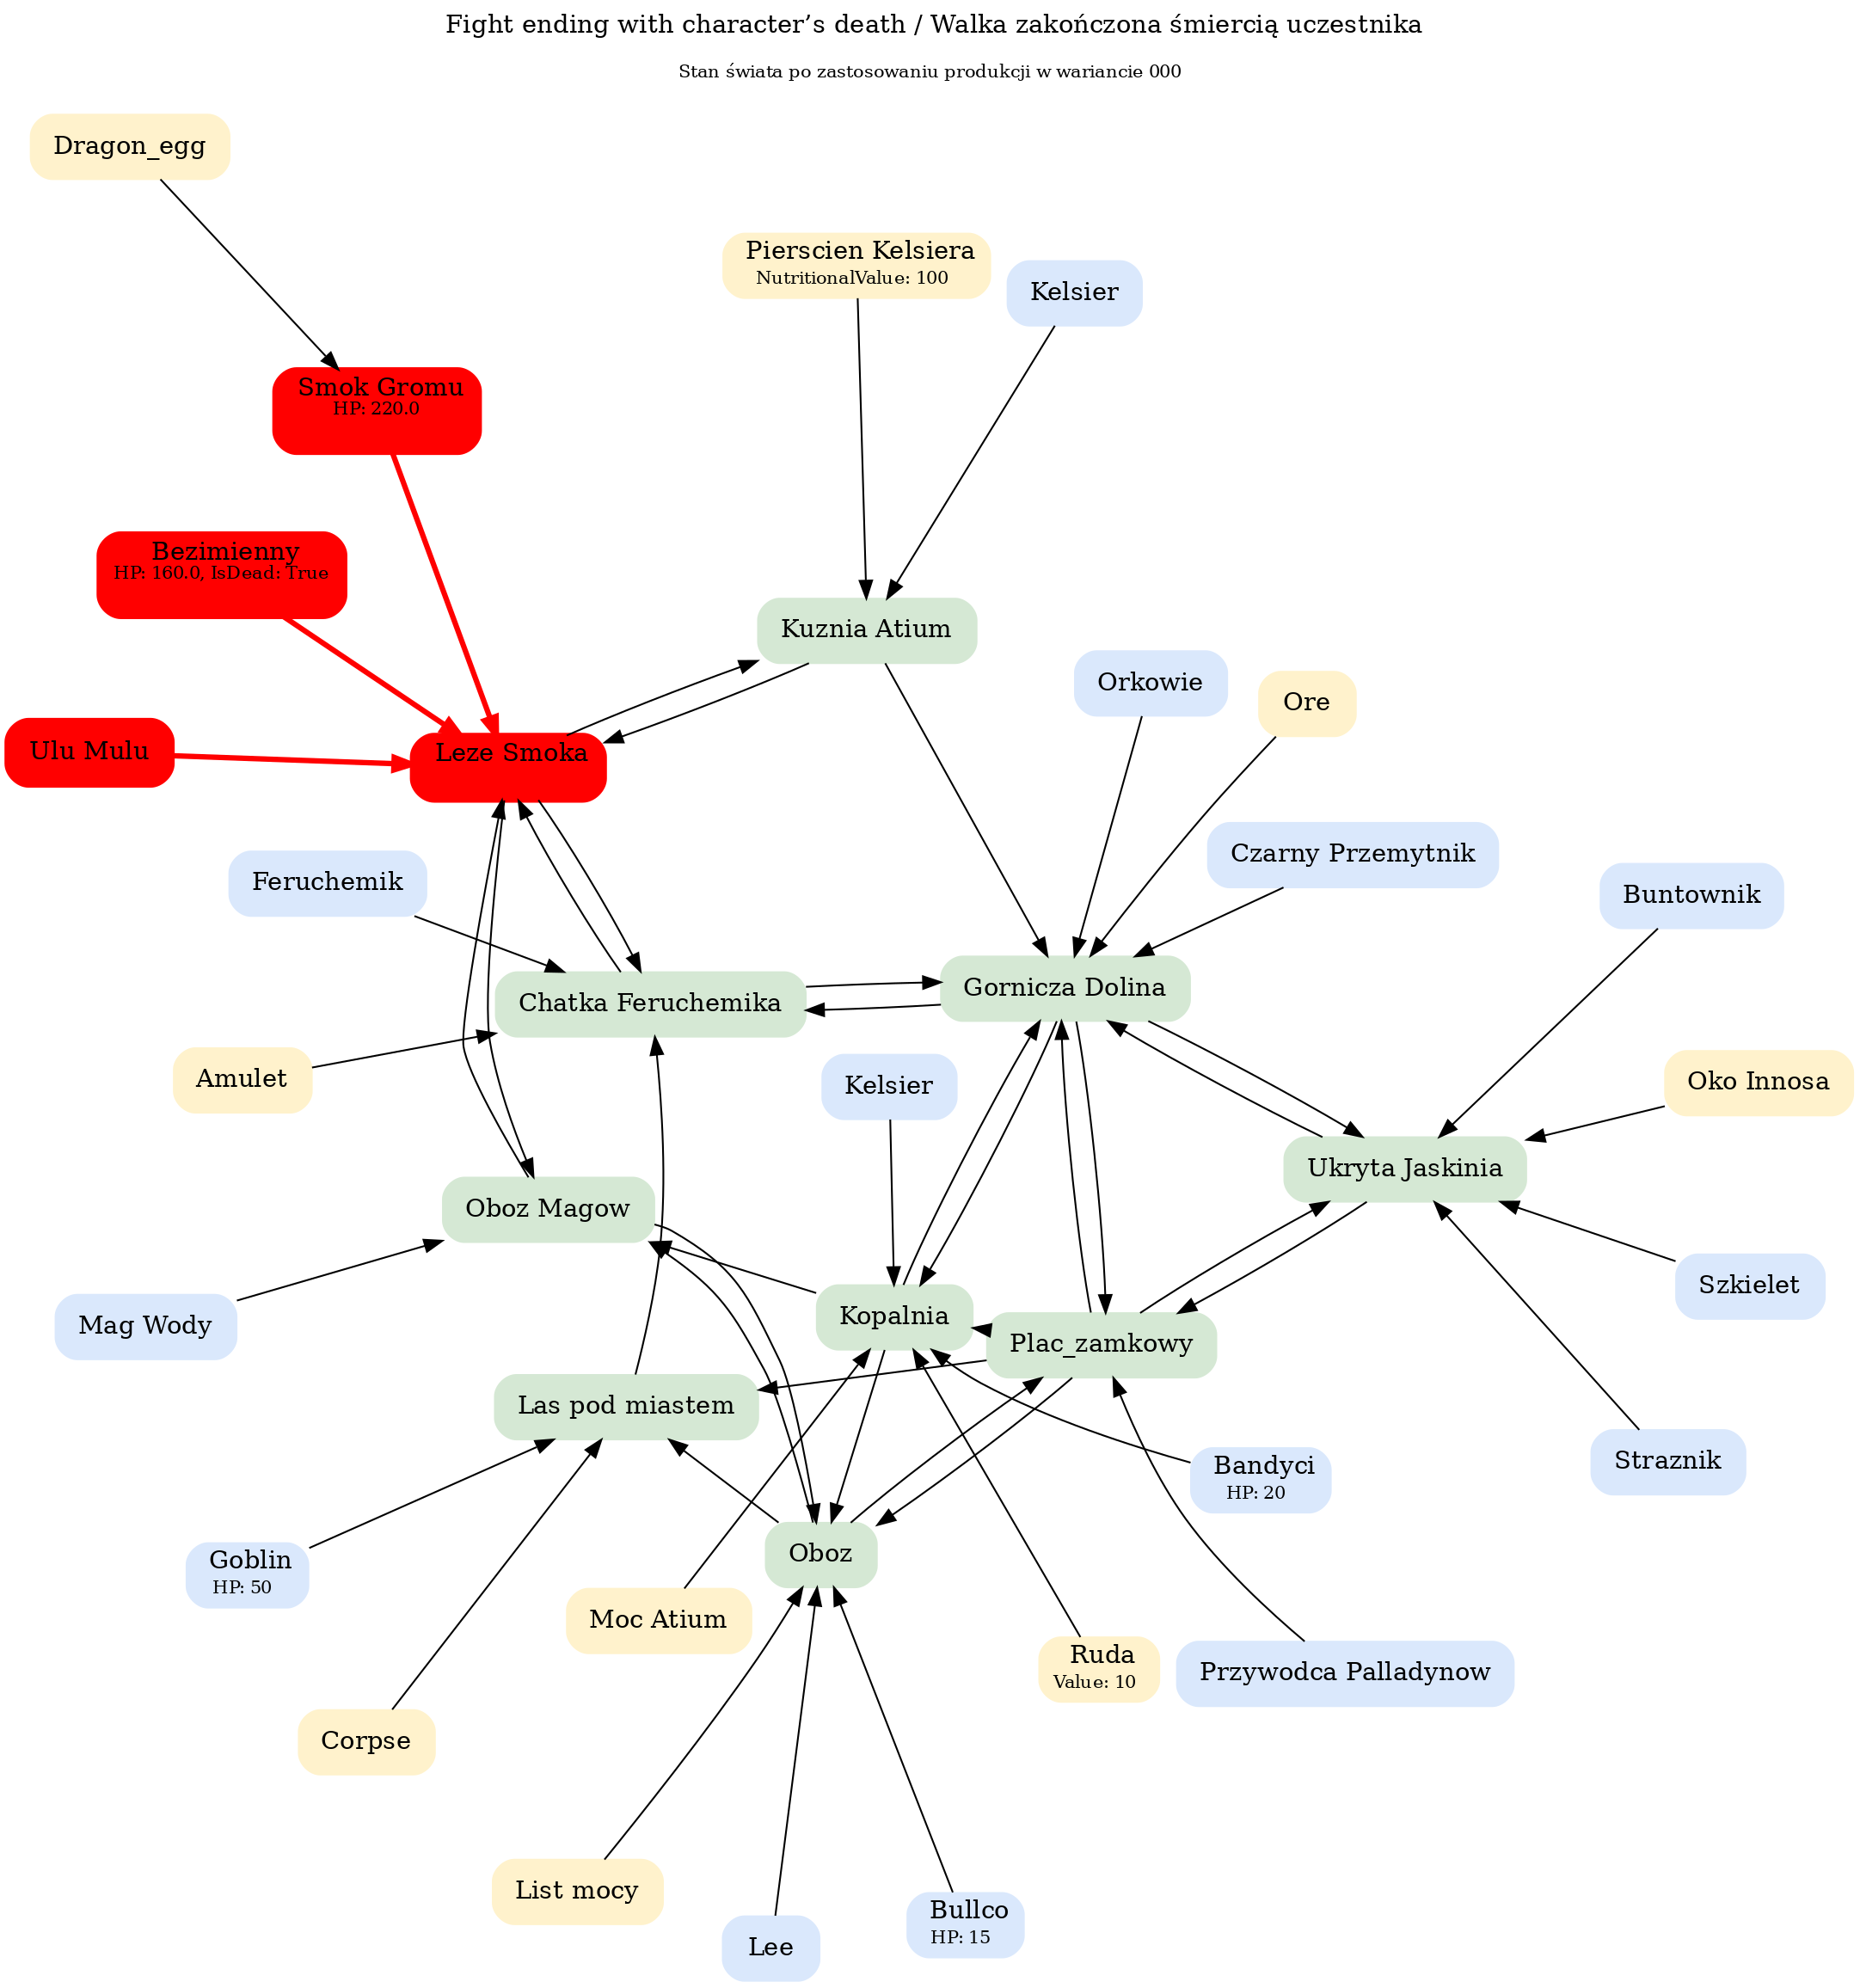 Fight ending with character’s death / Walka zakończona śmiercią uczestnika
Stan świata po zastosowaniu produkcji w wariancie 000
Dragon_egg
Pierscien Kelsiera
NutritionalValue: 100
Kelsier
Smok Gromu
HP: 220.0
Bezimienny
HP: 160.0, IsDead: True
Kuznia Atium
Orkowie
Ore
Ulu Mulu
Leze Smoka
Czarny Przemytnik
Feruchemik
Buntownik
Chatka Feruchemika
Gornicza Dolina
Amulet
Kelsier
Oko Innosa
Ukryta Jaskinia
Oboz Magow
Szkielet
Mag Wody
Kopalnia
Plac_zamkowy
Las pod miastem
Straznik
Bandyci
HP: 20
Goblin
HP: 50
Oboz
Moc Atium
Ruda
Value: 10
Przywodca Palladynow
Corpse
List mocy
Lee
Bullco
HP: 15